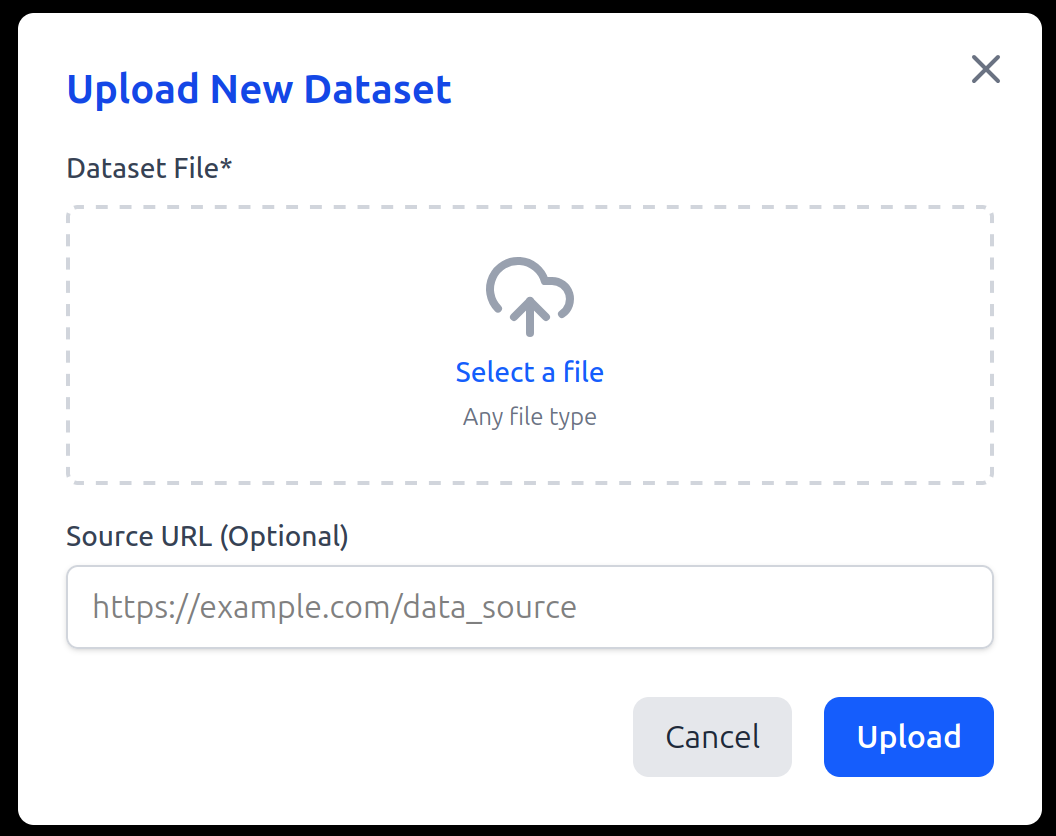 Upload New Dataset
Dataset File*
Select a file
Any file type
Source URL (Optional)
https://example.com/data_source
Cancel
Upload